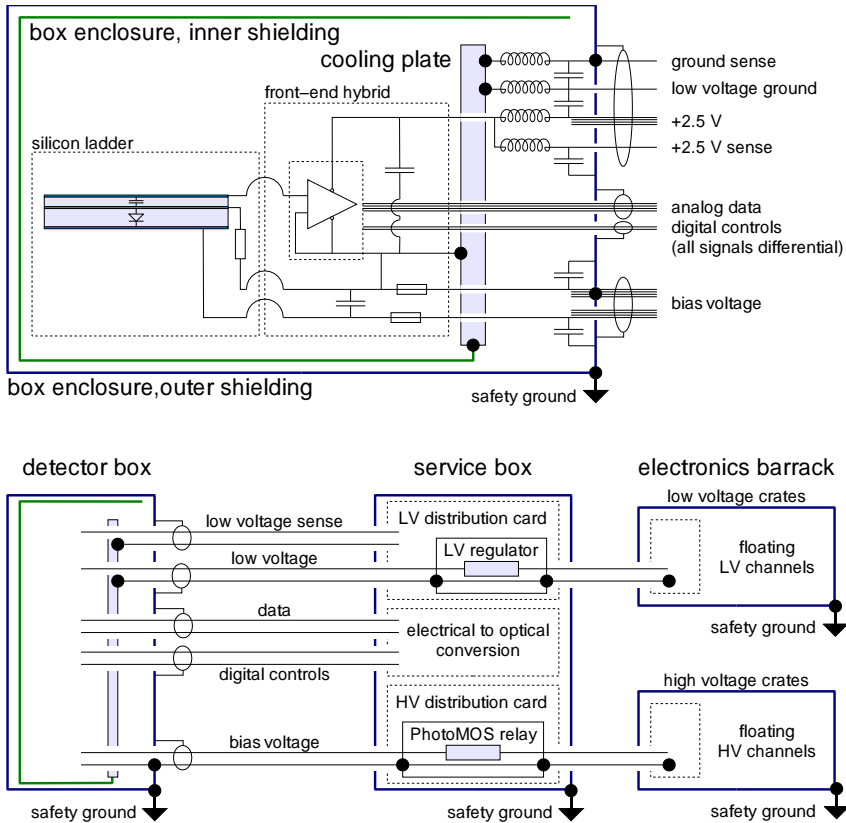 box enclosure, inner shielding
cooling plate
front–end hybrid
silicon ladder
ground sense
low voltage ground
+2.5 V
+2.5 V sense
analog data
digital controls
(all signals differential)
bias voltage
box enclosure,outer shielding
safety ground
detector box
service box
electronics barrack
low voltage crates
low voltage sense
LV distribution card
low voltage
LV regulator
floating
LV channels
data
electrical to optical
conversion
safety ground
digital controls
high voltage crates
HV distribution card
bias voltage
PhotoMOS relay
floating
HV channels
safety ground
safety ground
safety ground